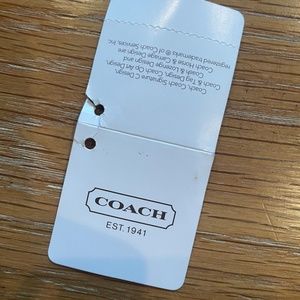 Coach, Signature C Design,
Coach & Tag Design, Coach Op Art Design,
Coach & Lozenge Design and
Coach Horse & Carriage Design are
registered trademarks ® of Coach Services, Inc.
COACH
EST. 1941